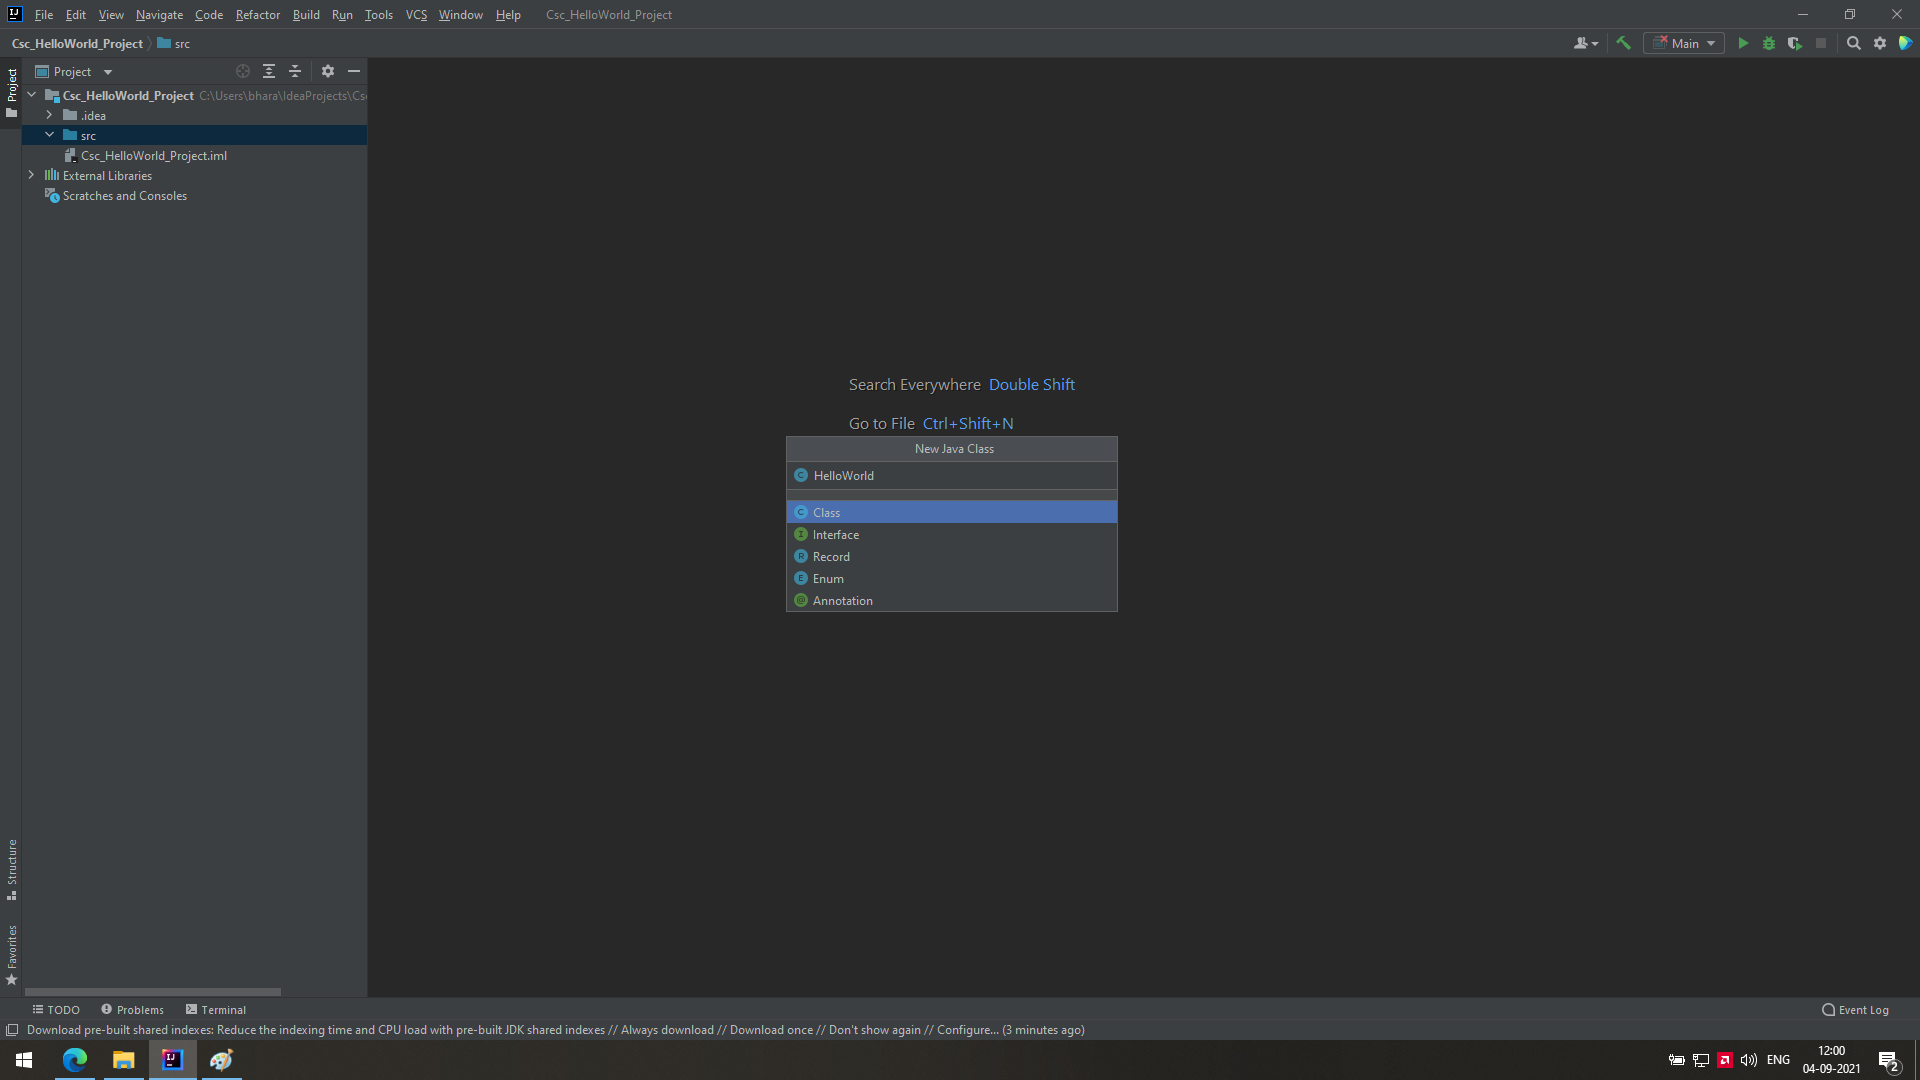 File Edit View Navigate Code Refactor Build Run Tools VCS Window Help Csc_HelloWorld_Project
Csc_HelloWorld_Project src
Main
Project
Project
Csc_HelloWorld_Project C:\Users\bhara\IdeaProjects\Cs
.idea
src
Csc_HelloWorld_Project.iml
External Libraries
Scratches and Consoles
Search Everywhere Double Shift
Go to File Ctrl+Shift+N
New Java Class
HelloWorld
Class
Interface
Record
Enum
Annotation
Structure
Favorites
TODO Problems Terminal
Event Log
Download pre-built shared indexes: Reduce the indexing time and CPU load with pre-built JDK shared indexes // Always download // Download once // Don't show again // Configure... (3 minutes ago)
ENG
12:00
04-09-2021
2